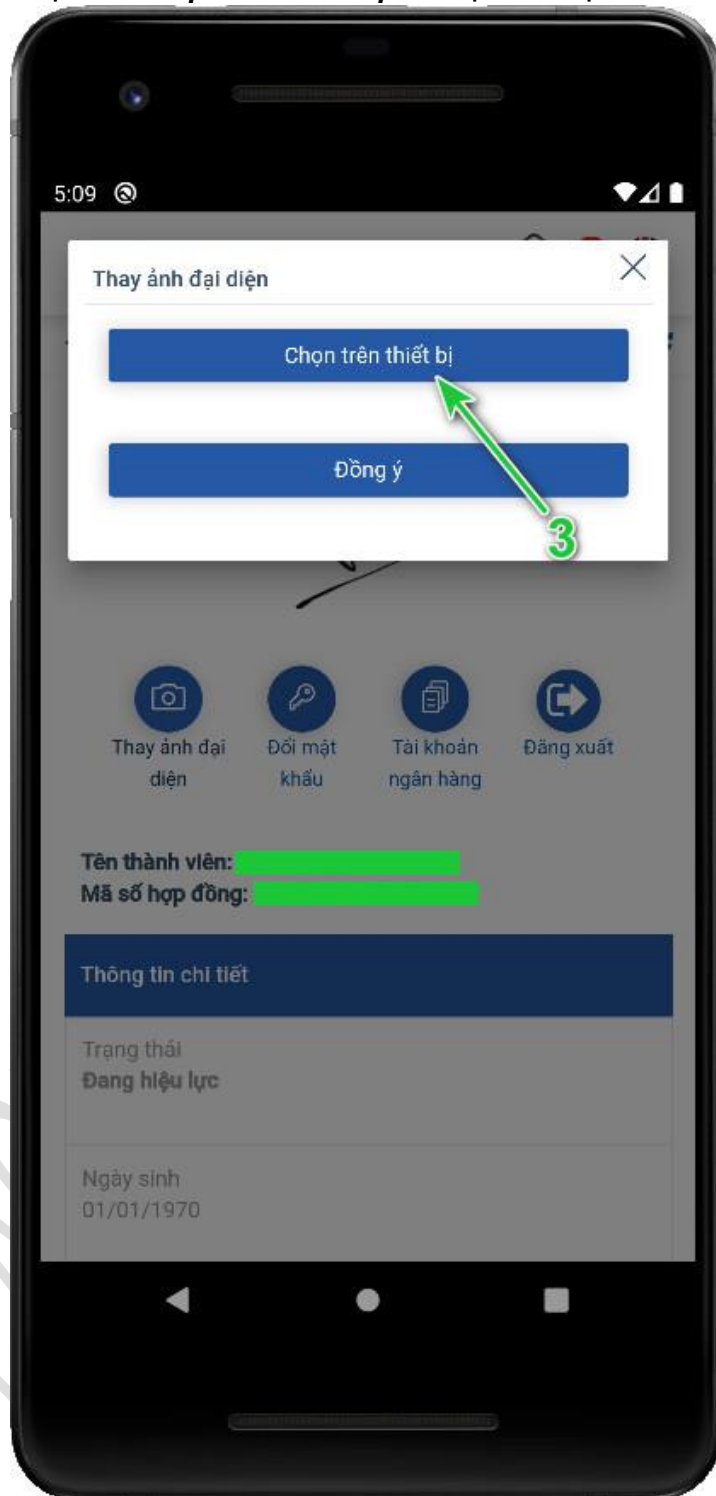 5:09
Thay ảnh đại diện
Chọn trên thiết bị
Đồng ý
3
Thay ảnh đại
diện
Đổi mật
khẩu
Tài khoản
ngân hàng
Đăng xuất
Tên thành viên:
Mã số hợp đồng:
Thông tin chi tiết
Trạng thái
Đang hiệu lực
Ngày sinh
01/01/1970